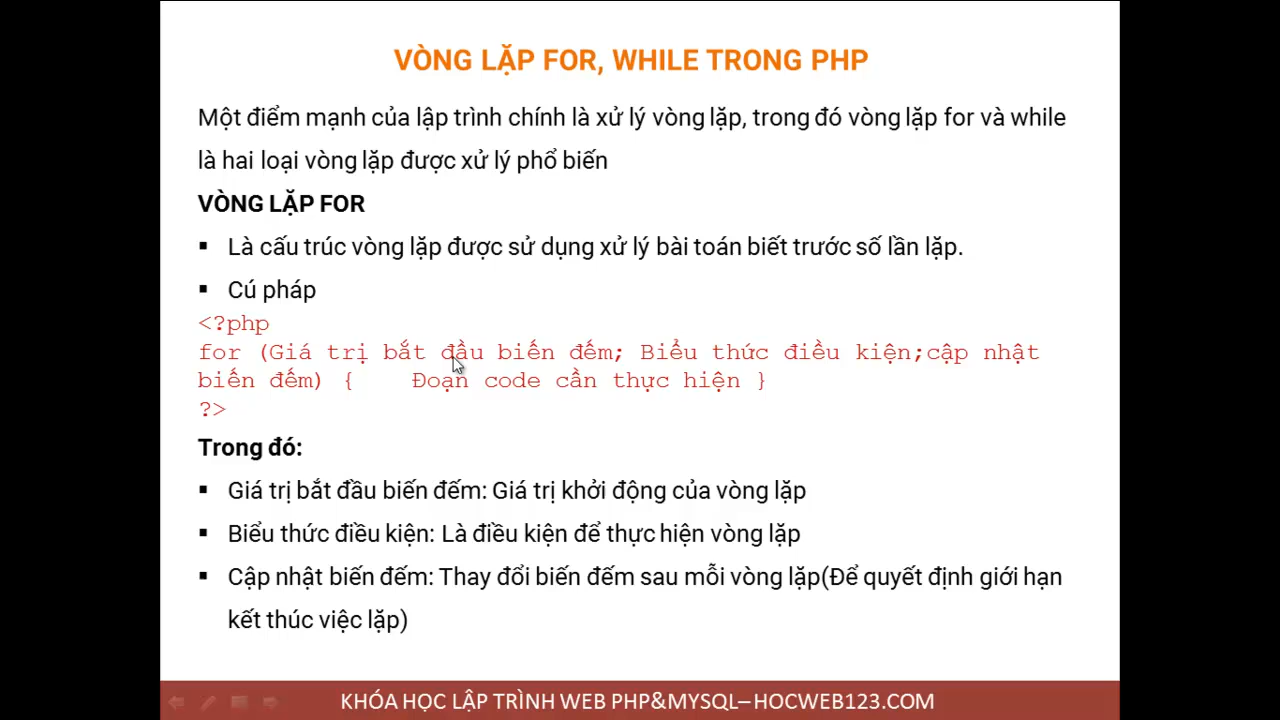 VÒNG LẶP FOR, WHILE TRONG PHP
Một điểm mạnh của lập trình chính là xử lý vòng lặp, trong đó vòng lặp for và while
là hai loại vòng lặp được xử lý phổ biến
VÒNG LẶP FOR
▪ Là cấu trúc vòng lặp được sử dụng xử lý bài toán biết trước số lần lặp.
▪ Cú pháp
<?php
for (Giá trị bắt đầu biến đếm; Biểu thức điều kiện;cập nhật
biến đếm) {    Đoạn code cần thực hiện }
?>
Trong đó:
▪ Giá trị bắt đầu biến đếm: Giá trị khởi động của vòng lặp
▪ Biểu thức điều kiện: Là điều kiện để thực hiện vòng lặp
▪ Cập nhật biến đếm: Thay đổi biến đếm sau mỗi vòng lặp(Để quyết định giới hạn
kết thúc việc lặp)
KHÓA HỌC LẬP TRÌNH WEB PHP&MYSQL–HOCWEB123.COM